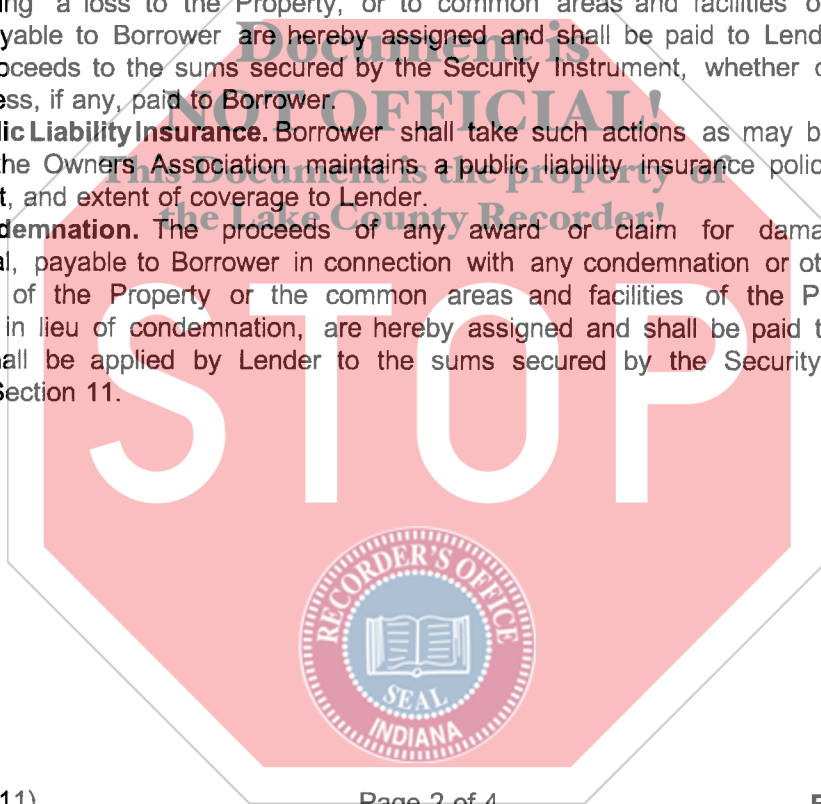 ing a loss to the Property, or to common areas and facilities o
yable to Borrower are hereby assigned and shall be paid to Lend
oceeds to the sums secured by the Security Instrument, whether o
ess, if any, paid to Borrower.
lic Liability Insurance. Borrower shall take such actions as may b
the Owners Association maintains a public liability insurance polic
t, and extent of coverage to Lender.
demnation. The proceeds of any award or claim for dama
al, payable to Borrower in connection with any condemnation or ot
of the Property or the common areas and facilities of the P
in lieu of condemnation, are hereby assigned and shall be paid t
all be applied by Lender to the sums secured by the Security
Section 11.
Document is
NOT OFFICIAL!
This Document is the property of
the Lake County Recorder!
STOP
RECORDER'S OFFICE
SEAL
INDIANA
11)
Page 2 of 4